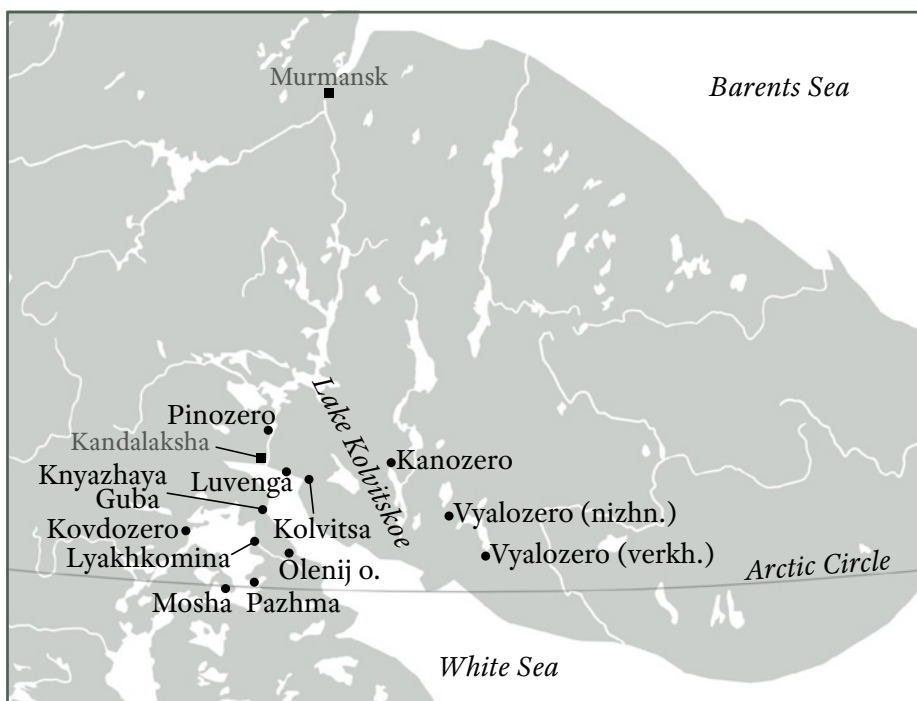 Murmansk
Barents Sea
Lake Kolvitskoe
Pinozero
Kandalaksha
Kanozero
Knyazhaya
Guba
Luvenga
Kolvitsa
Vyalozero (nizhn.)
Kovdozero
Lyakhkomina
Olenij o.
Vyalozero (verkh.)
Arctic Circle
Mosha
Pazhma
White Sea